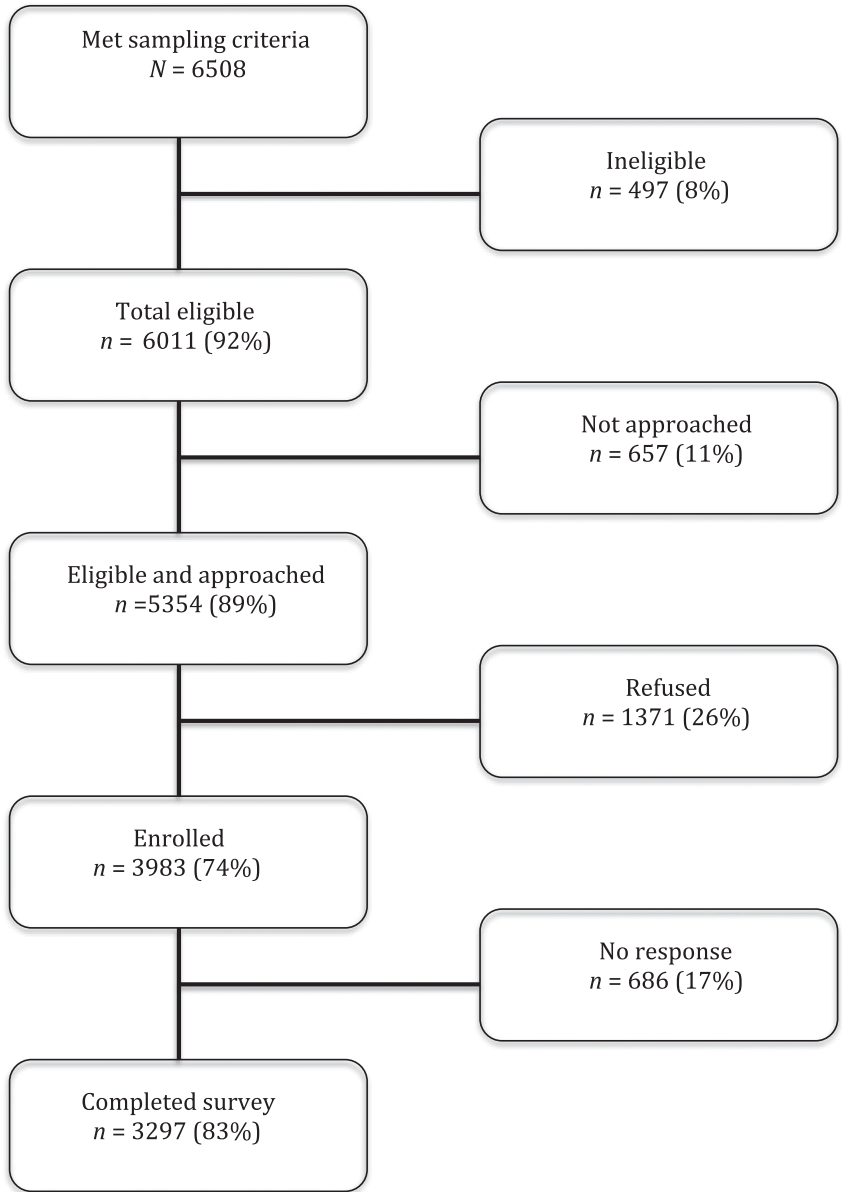 Met sampling criteria
N = 6508
Ineligible
n = 497 (8%)
Total eligible
n = 6011 (92%)
Not approached
n = 657 (11%)
Eligible and approached
n =5354 (89%)
Refused
n = 1371 (26%)
Enrolled
n = 3983 (74%)
No response
n = 686 (17%)
Completed survey
n = 3297 (83%)